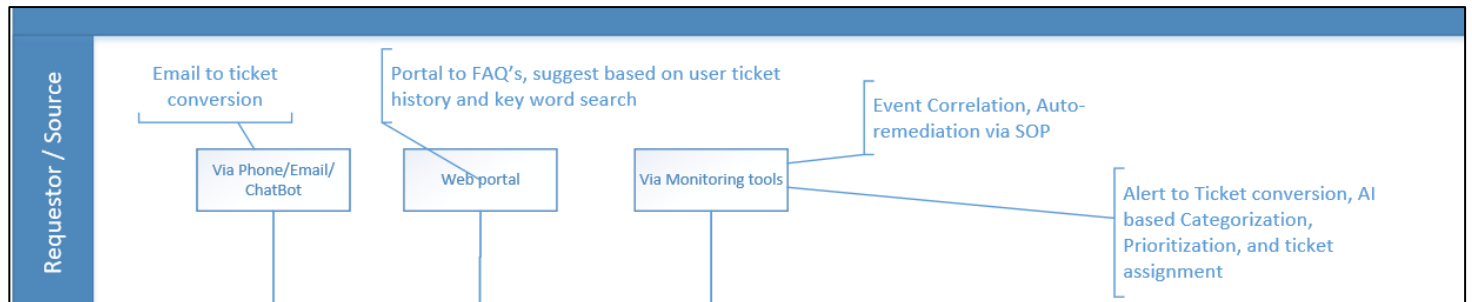 Requestor / Source
Email to ticket
conversion
Portal to FAQ’s, suggest based on user ticket
history and key word search
Event Correlation, Auto-
remediation via SOP
Via Phone/Email/
ChatBot
Web portal
Via Monitoring tools
Alert to Ticket conversion, AI
based Categorization,
Prioritization, and ticket
assignment